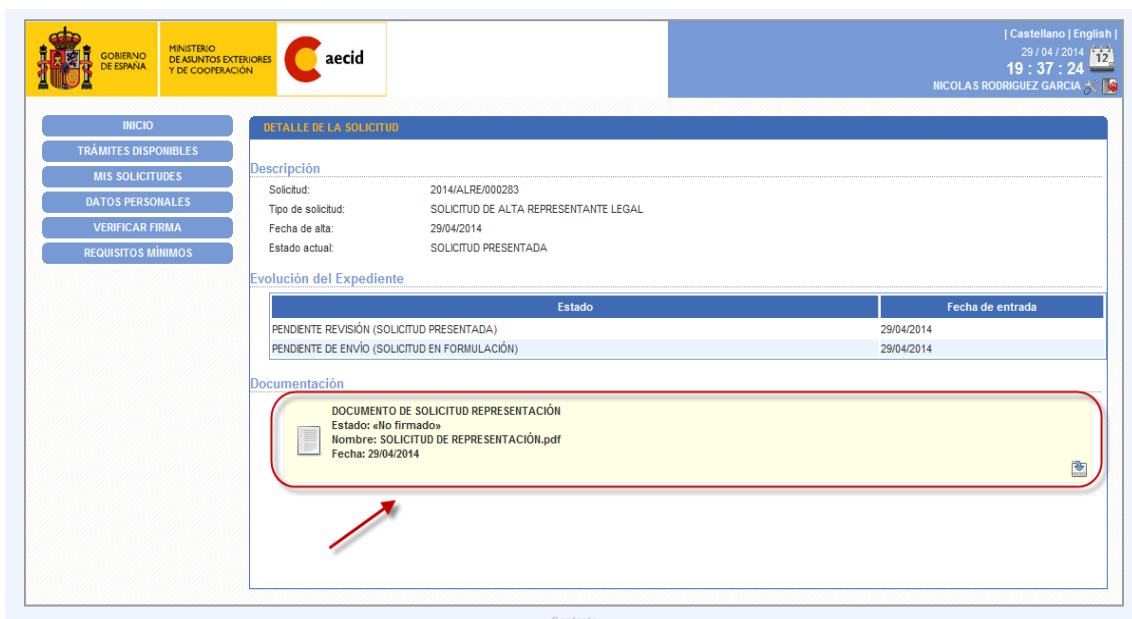 GOBIERNO
DE ESPAÑA
MINISTERIO
DE ASUNTOS EXTERIORES
Y DE COOPERACIÓN
aecid
| Castellano | English |
29 / 04 / 2014
12
19 : 37 : 24
NICOLAS RODRIGUEZ GARCIA
INICIO
TRÁMITES DISPONIBLES
MIS SOLICITUDES
DATOS PERSONALES
VERIFICAR FIRMA
REQUISITOS MÍNIMOS
DETALLE DE LA SOLICITUD
Descripción
Solicitud: 2014/ALRE/000283
Tipo de solicitud: SOLICITUD DE ALTA REPRESENTANTE LEGAL
Fecha de alta: 29/04/2014
Estado actual: SOLICITUD PRESENTADA
Evolución del Expediente
Estado Fecha de entrada
PENDIENTE REVISIÓN (SOLICITUD PRESENTADA) 29/04/2014
PENDIENTE DE ENVÍO (SOLICITUD EN FORMULACIÓN) 29/04/2014
Documentación
DOCUMENTO DE SOLICITUD REPRESENTACIÓN
Estado: «No firmado»
Nombre: SOLICITUD DE REPRESENTACIÓN.pdf
Fecha: 29/04/2014